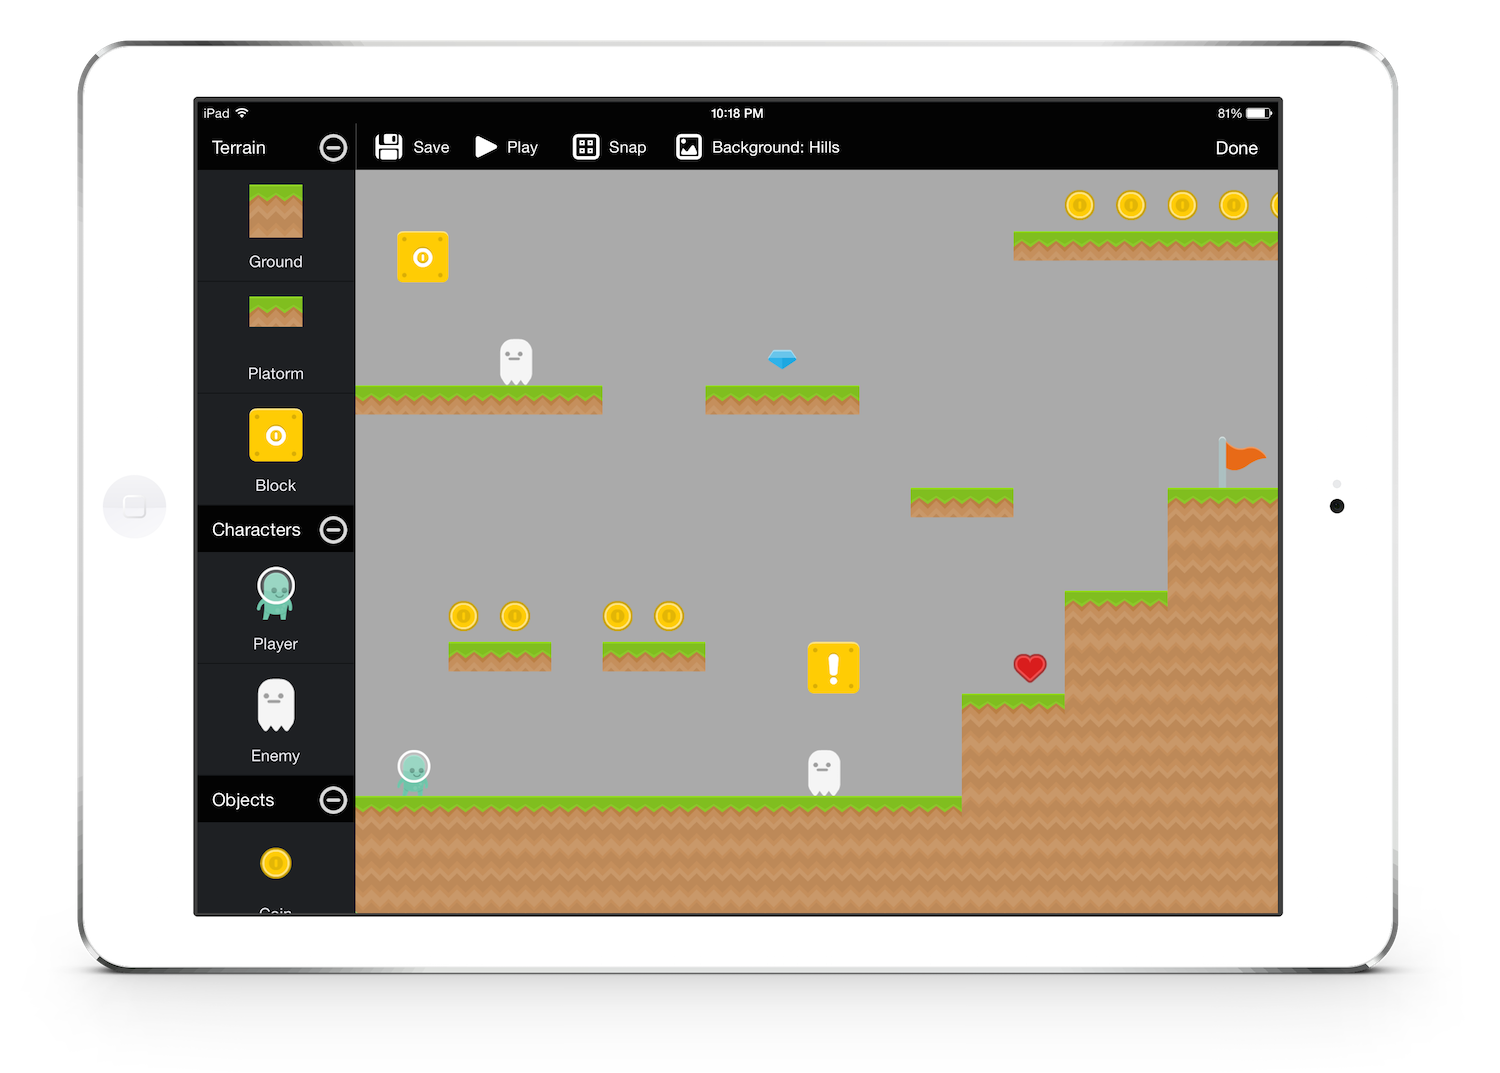 iPad
10:18 PM
81%
Terrain
Save
Play
Snap
Background: Hills
Done
Ground
Platorm
Block
Characters
Player
Enemy
Objects
!